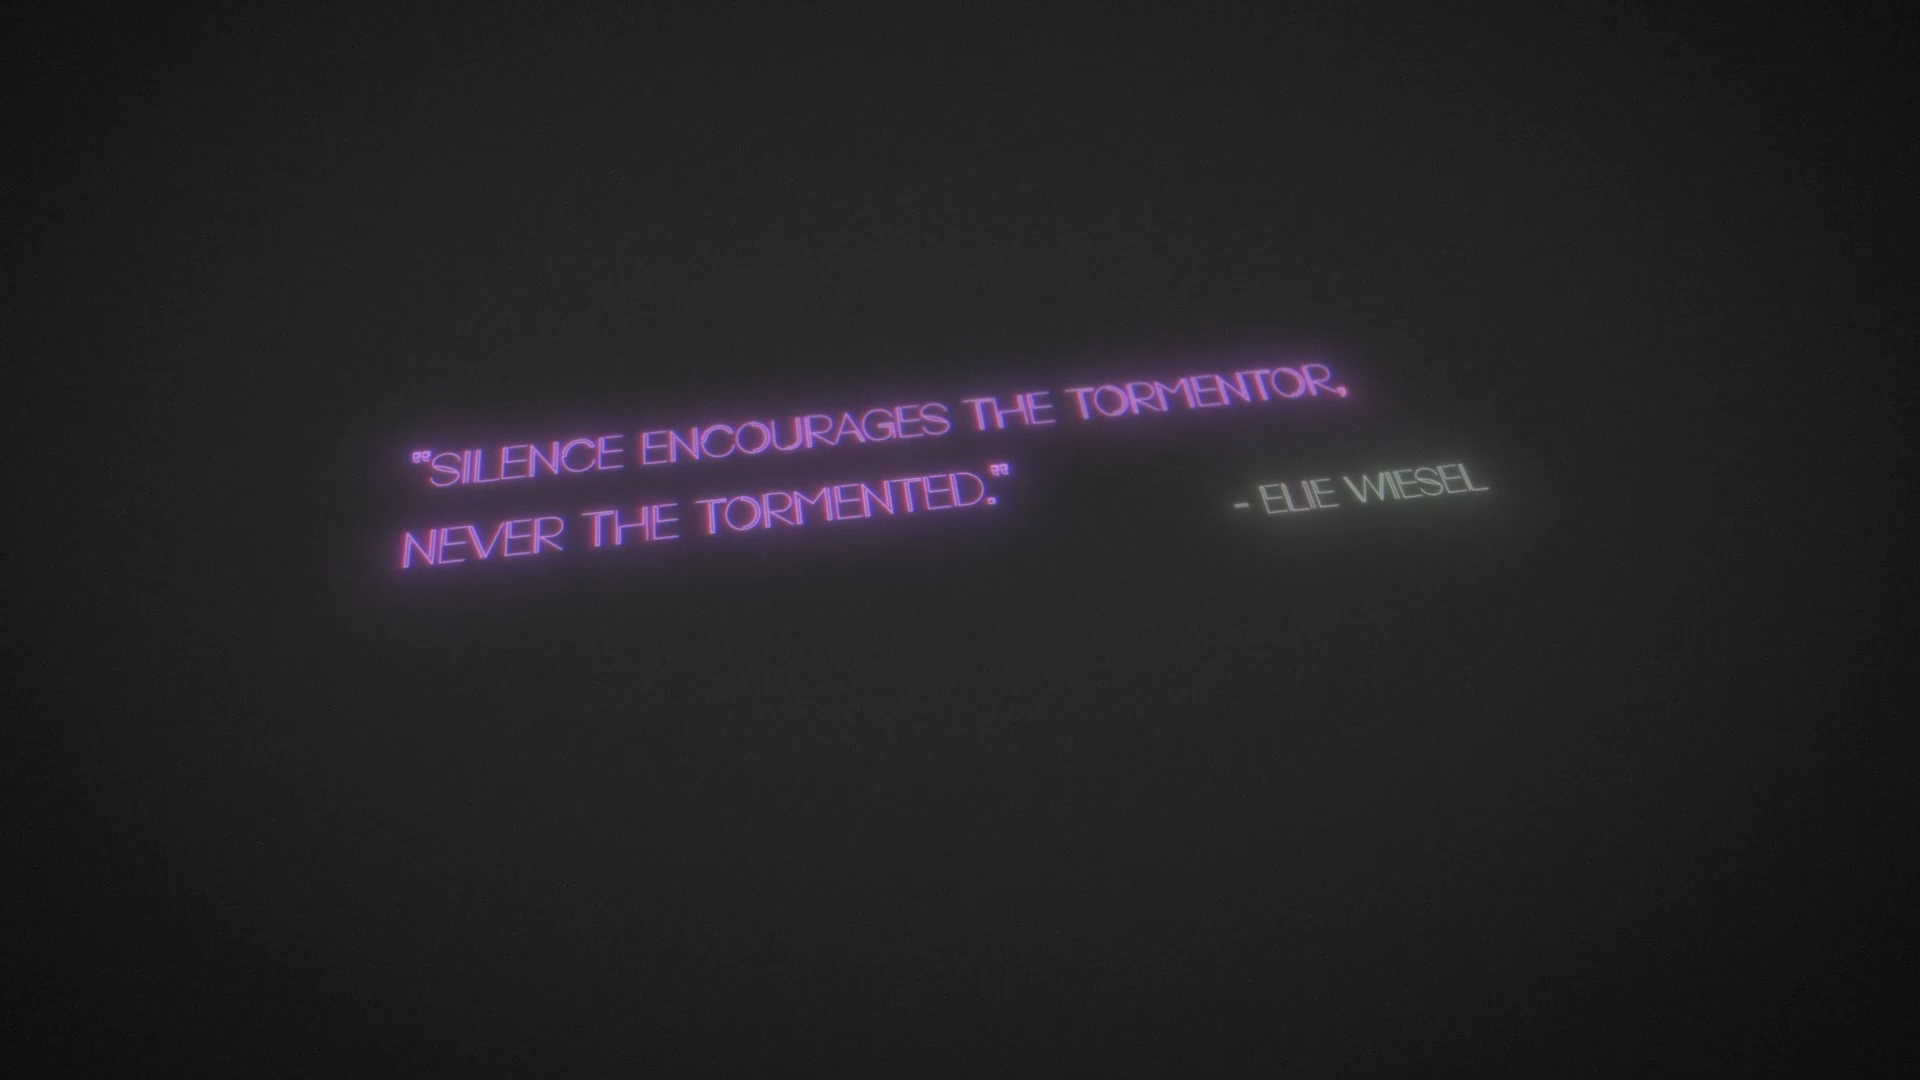 “SILENCE ENCOURAGES THE TORMENTOR,
NEVER THE TORMENTED.”
- ELIE WIESEL